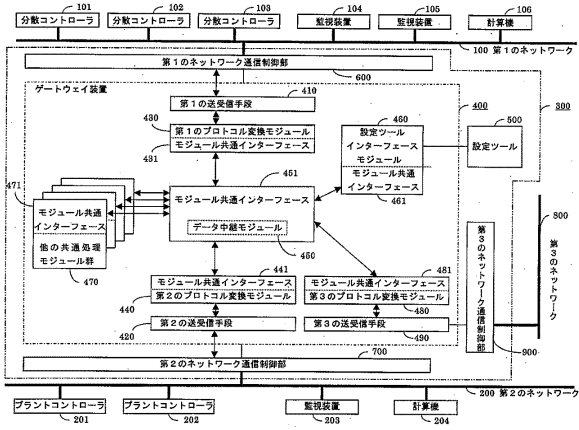 101 102 103 104 105 106
分散コントローラ 分散コントローラ 分散コントローラ 監視装置 監視装置 計算機
100 第1のネットワーク
第1のネットワーク通信制御部
600
ゲートウェイ装置
410
400
300
第1の送受信手段
430
第1のプロトコル変換モジュール
431
モジュール共通インターフェース
460
設定ツール
インターフェース
モジュール
モジュール共通
インターフェース
461
500
設定ツール
451
モジュール共通インターフェース
データ中継モジュール
450
471
モジュール共通
インターフェース
他の共通処理
モジュール群
470
441
モジュール共通インターフェース
第2のプロトコル変換モジュール
440
第2の送受信手段
420
481
モジュール共通インターフェース
第3のプロトコル変換モジュール
480
第3の送受信手段
490
第3のネットワーク通信制御部
900
800
第3のネットワーク
700
第2のネットワーク通信制御部
200 第2のネットワーク
プラントコントローラ プラントコントローラ 監視装置 計算機
201 202 203 204